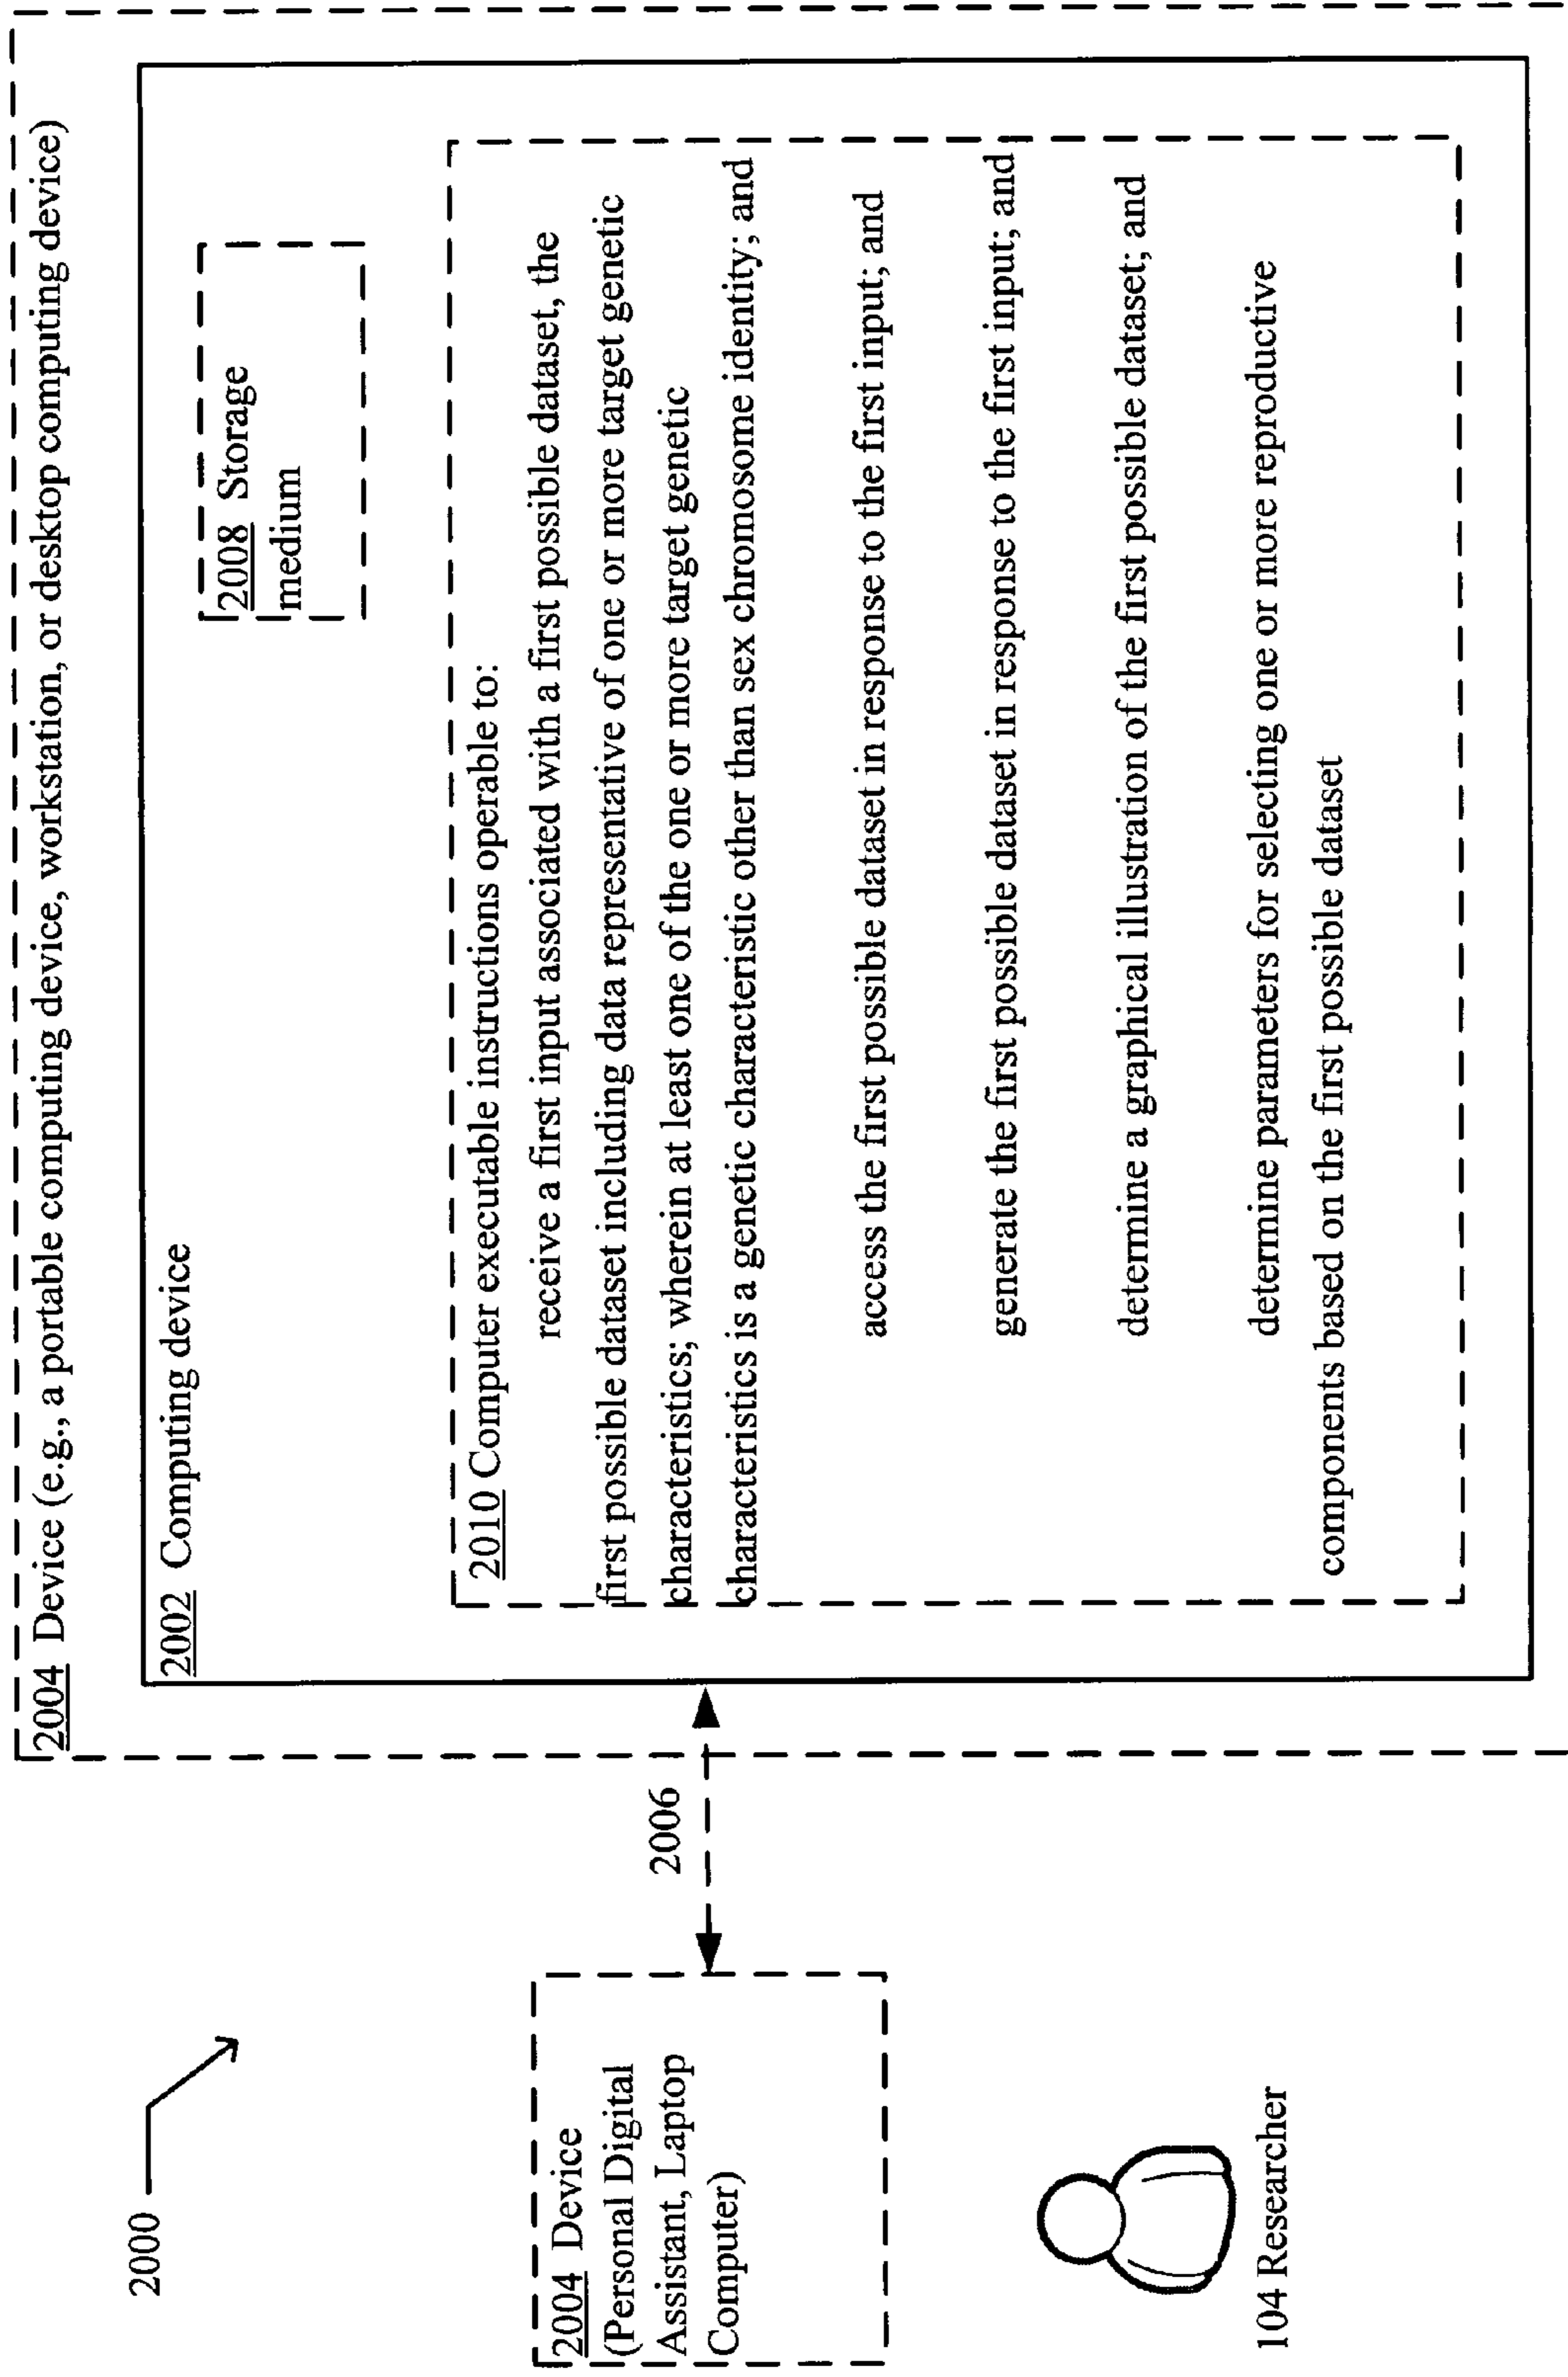 2000
2004 Device (e.g., a portable computing device, workstation, or desktop computing device)
2002 Computing device
2008 Storage
medium
2010 Computer executable instructions operable to:
receive a first input associated with a first possible dataset, the
first possible dataset including data representative of one or more target genetic
characteristics; wherein at least one of the one or more target genetic
characteristics is a genetic characteristic other than sex chromosome identity; and
access the first possible dataset in response to the first input; and
generate the first possible dataset in response to the first input; and
determine a graphical illustration of the first possible dataset; and
determine parameters for selecting one or more reproductive
components based on the first possible dataset
2006
2004 Device
(Personal Digital
Assistant, Laptop
Computer)
104 Researcher